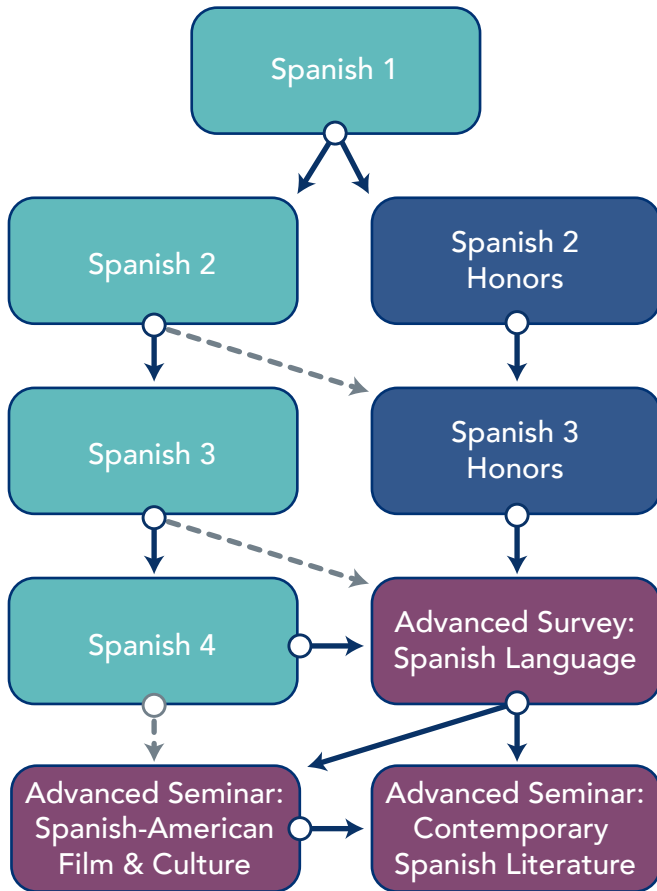 Spanish 1
Spanish 2
Spanish 2
Honors
Spanish 3
Spanish 3
Honors
Spanish 4
Advanced Survey:
Spanish Language
Advanced Seminar:
Spanish-American
Film & Culture
Advanced Seminar:
Contemporary
Spanish Literature